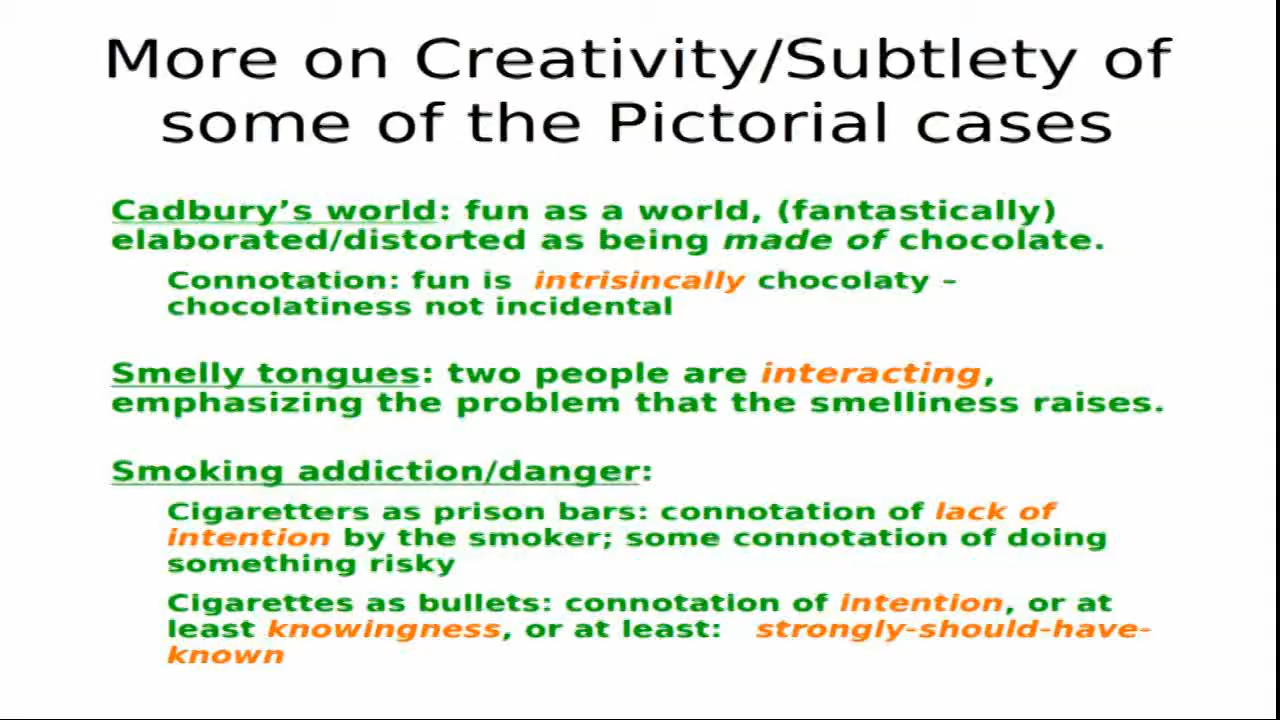 More on Creativity/Subtlety of
some of the Pictorial cases
Cadbury’s world: fun as a world, (fantastically)
elaborated/distorted as being made of chocolate.
Connotation: fun is intrisincally chocolaty –
chocolatiness not incidental
Smelly tongues: two people are interacting,
emphasizing the problem that the smelliness raises.
Smoking addiction/danger:
Cigaretters as prison bars: connotation of lack of
intention by the smoker; some connotation of doing
something risky
Cigarettes as bullets: connotation of intention, or at
least knowingness, or at least: strongly-should-have-
known